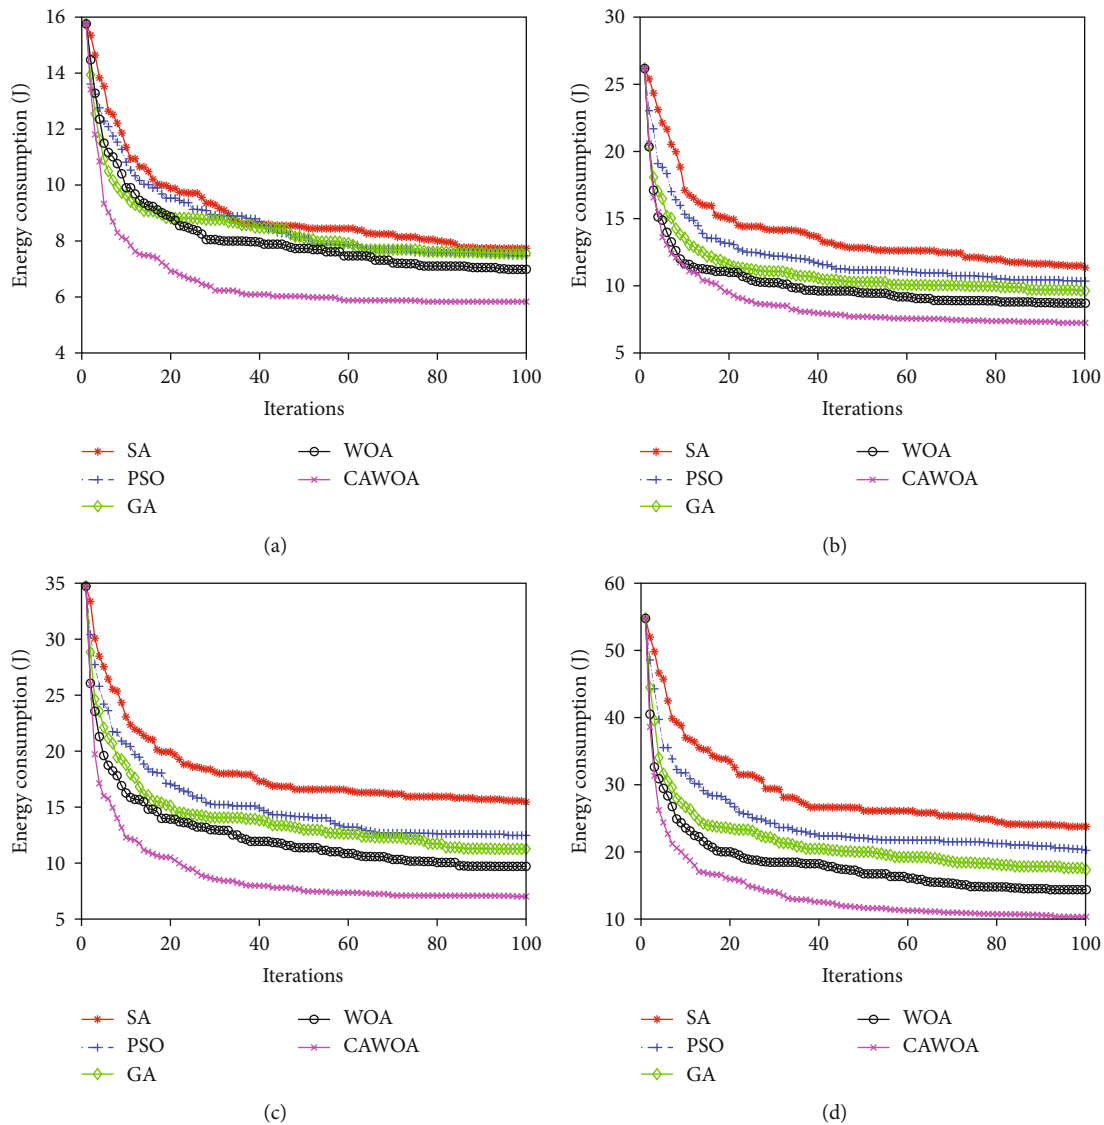 16
14
12
10
8
6
4
Energy consumption (J)
0 20 40 60 80 100
Iterations
SA
PSO
GA
WOA
CAWOA
(a)
30
25
20
15
10
5
Energy consumption (J)
0 20 40 60 80 100
Iterations
SA
PSO
GA
WOA
CAWOA
(b)
35
30
25
20
15
10
5
Energy consumption (J)
0 20 40 60 80 100
Iterations
SA
PSO
GA
WOA
CAWOA
(c)
60
50
40
30
20
10
Energy consumption (J)
0 20 40 60 80 100
Iterations
SA
PSO
GA
WOA
CAWOA
(d)